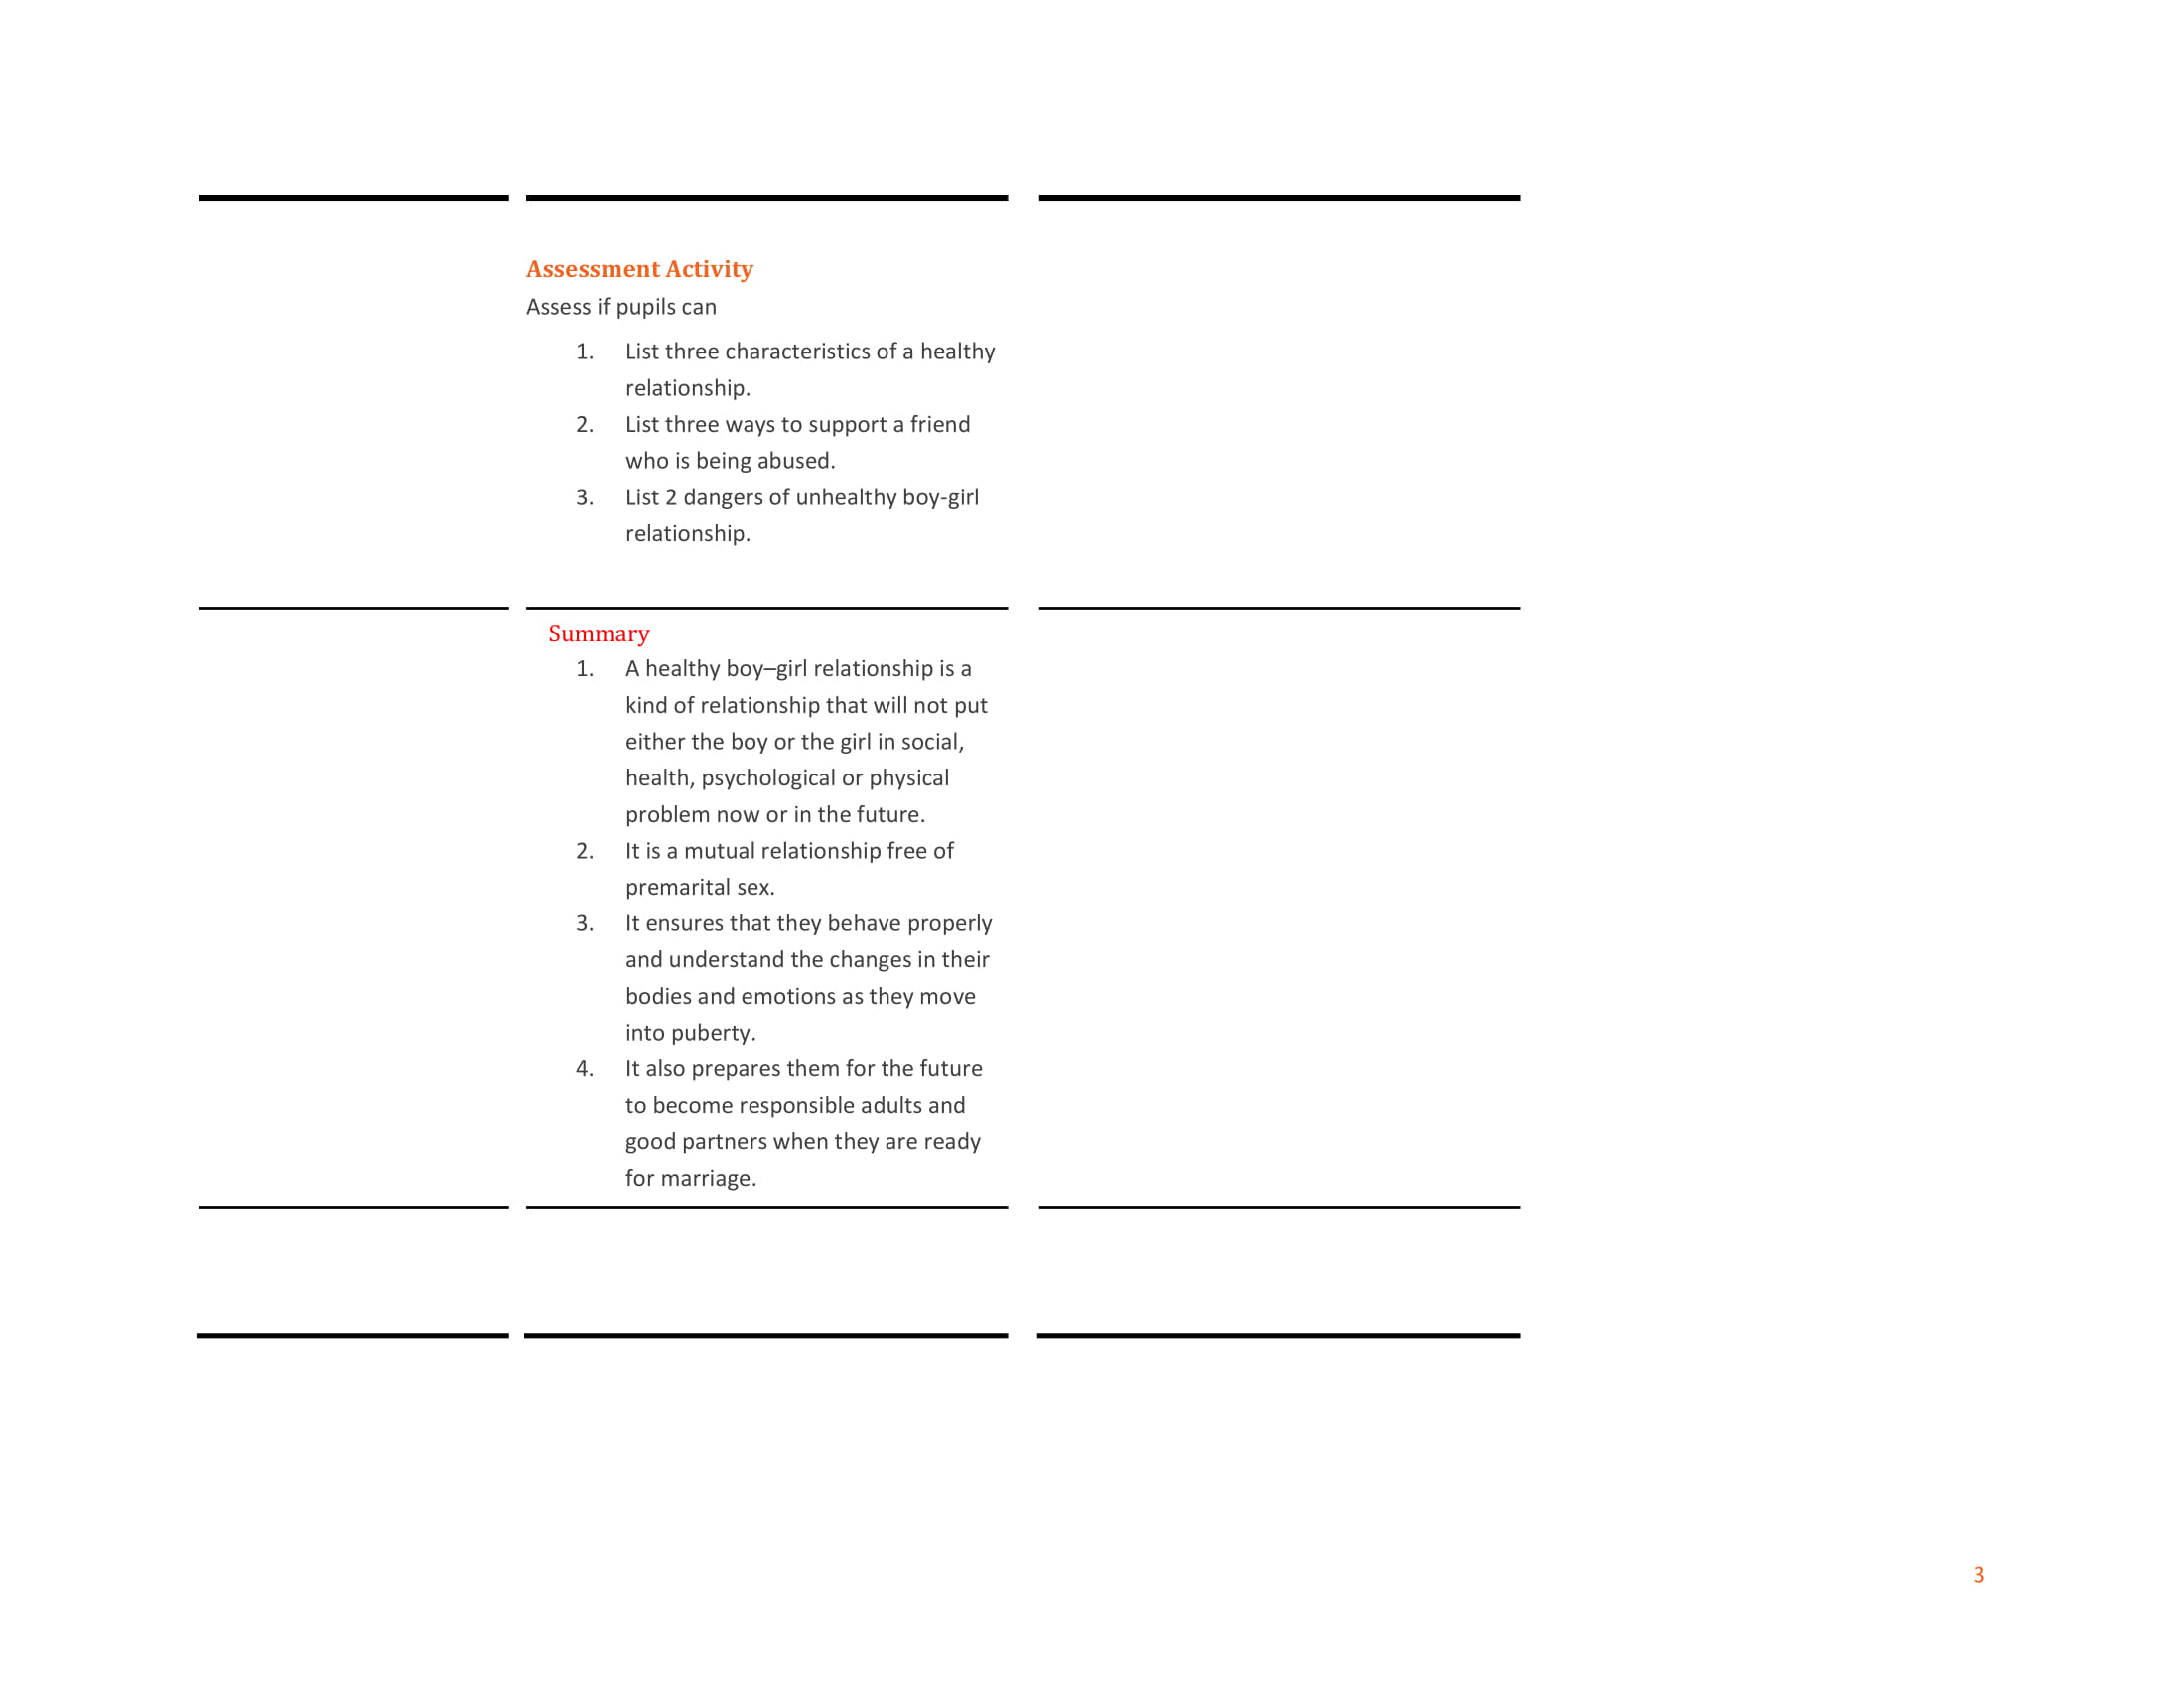 Assessment Activity
Assess if pupils can
1. List three characteristics of a healthy
relationship.
2. List three ways to support a friend
who is being abused.
3. List 2 dangers of unhealthy boy-girl
relationship.
Summary
1. A healthy boy–girl relationship is a
kind of relationship that will not put
either the boy or the girl in social,
health, psychological or physical
problem now or in the future.
2. It is a mutual relationship free of
premarital sex.
3. It ensures that they behave properly
and understand the changes in their
bodies and emotions as they move
into puberty.
4. It also prepares them for the future
to become responsible adults and
good partners when they are ready
for marriage.
3